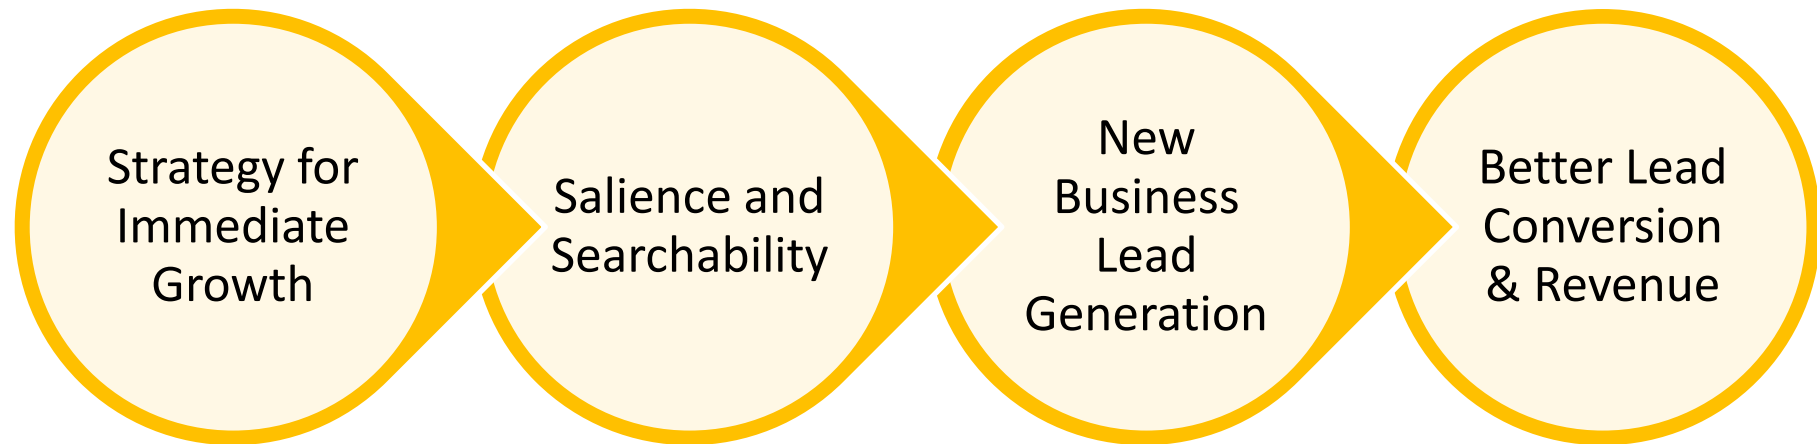 Strategy for
Immediate
Growth
Salience and
Searchability
New
Business
Lead
Generation
Better Lead
Conversion
& Revenue